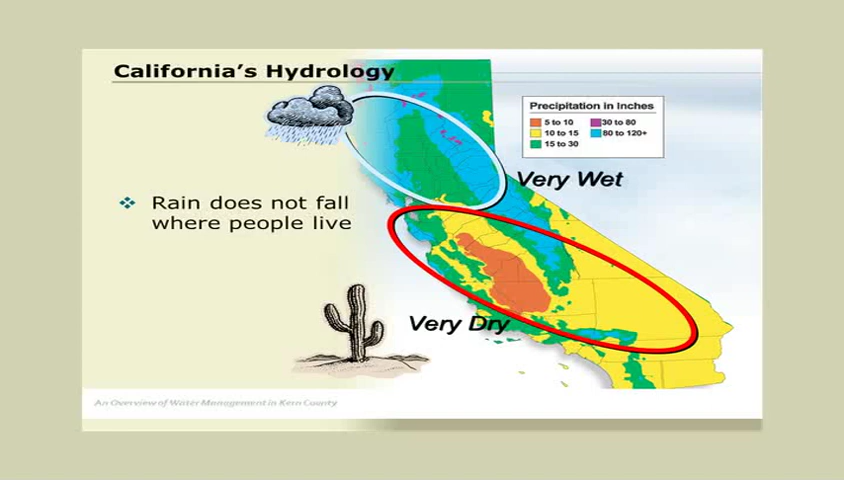 California's Hydrology
Precipitation in Inches
5 to 10
30 to 80
10 to 15
80 to 120+
15 to 30
Very Wet
❖ Rain does not fall
where people live
Very Dry
An Overview of Water Management in Kern County